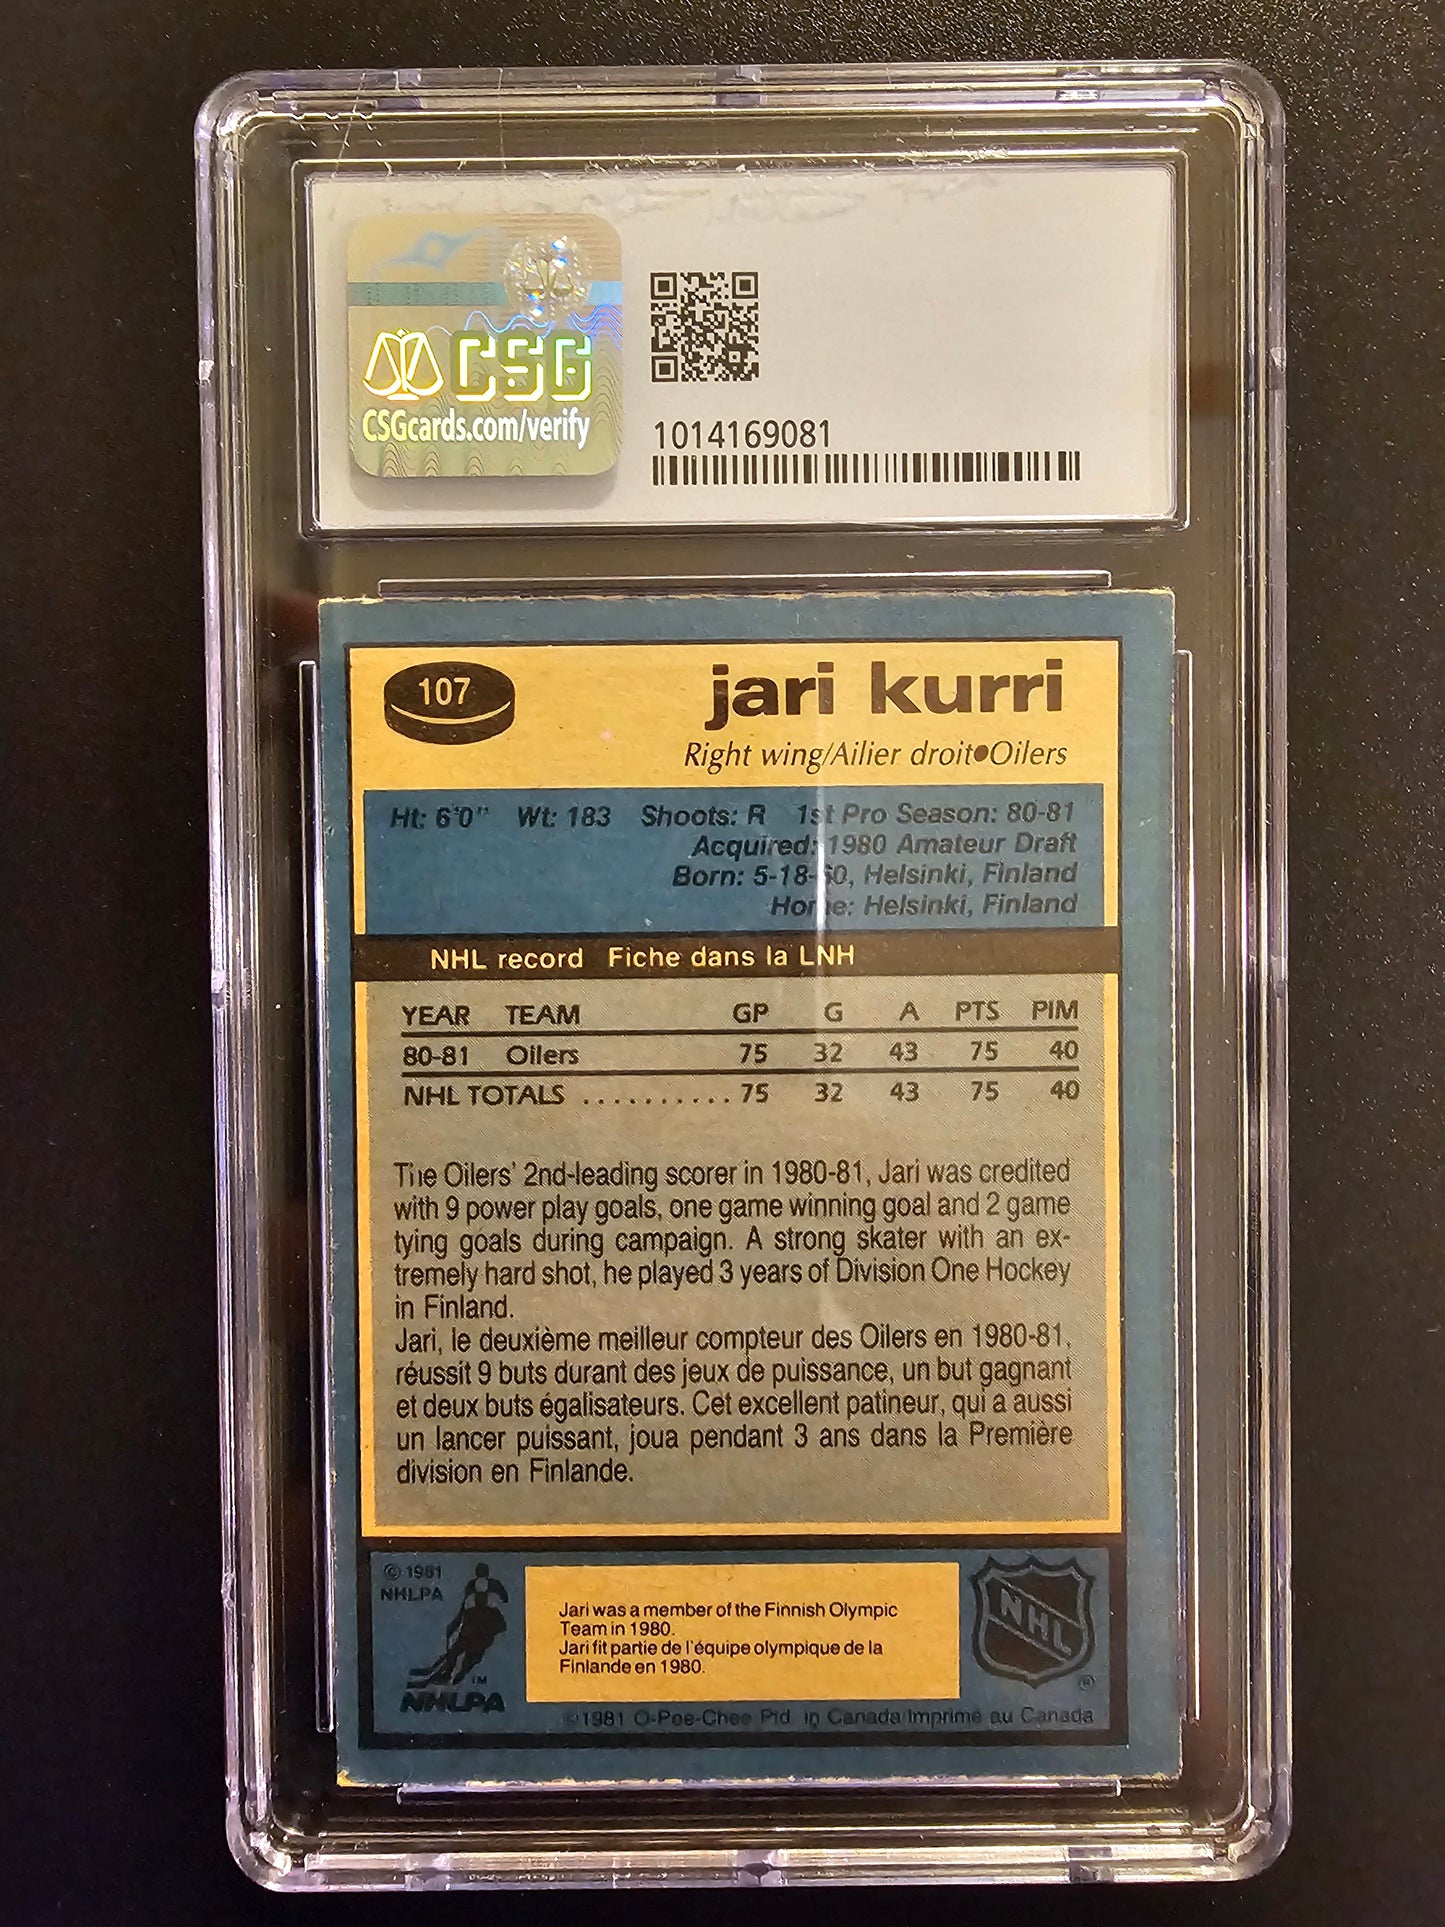 CSG
CSGcards.com/verify
1014169081
107
jari kurri
Right wing/Ailier droit●Oilers
Ht: 6'0" Wt: 183 Shoots: R 1st Pro Season: 80-81
Acquired: 1980 Amateur Draft
Born: 5-18-60, Helsinki, Finland
Home: Helsinki, Finland
NHL record Fiche dans la LNH
YEAR TEAM GP G A PTS PIM
80-81 Oilers 75 32 43 75 40
NHL TOTALS .......... 75 32 43 75 40
The Oilers' 2nd-leading scorer in 1980-81, Jari was credited
with 9 power play goals, one game winning goal and 2 game
tying goals during campaign. A strong skater with an ex-
tremely hard shot, he played 3 years of Division One Hockey
in Finland.
Jari, le deuxième meilleur compteur des Oilers en 1980-81,
réussit 9 buts durant des jeux de puissance, un but gagnant
et deux buts égalisateurs. Cet excellent patineur, qui a aussi
un lancer puissant, joua pendant 3 ans dans la Première
division en Finlande.
© 1981
NHLPA
TM
NHLPA
Jari was a member of the Finnish Olympic
Team in 1980.
Jari fit partie de l'équipe olympique de la
Finlande en 1980.
NHL
®
©1981 O-Pee-Chee Ptd. in Canada/Imprimé au Canada